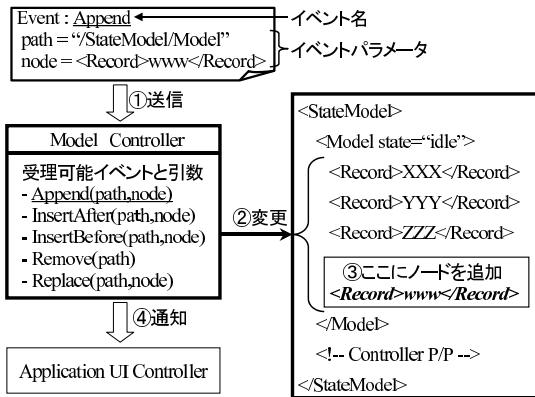 Event : Append
イベント名
path = “/StateModel/Model”
node = <Record>www</Record>
イベントパラメータ
①送信
Model Controller
受理可能イベントと引数
- Append(path,node)
- InsertAfter(path,node)
- InsertBefore(path,node)
- Remove(path)
- Replace(path,node)
②変更
④通知
Application UI Controller
<StateModel>
<Model state=“idle”>
<Record>XXX</Record>
<Record>YYY</Record>
<Record>ZZZ</Record>
③ここにノードを追加
<Record>www</Record>
</Model>
<!-- Controller P/P -->
</StateModel>